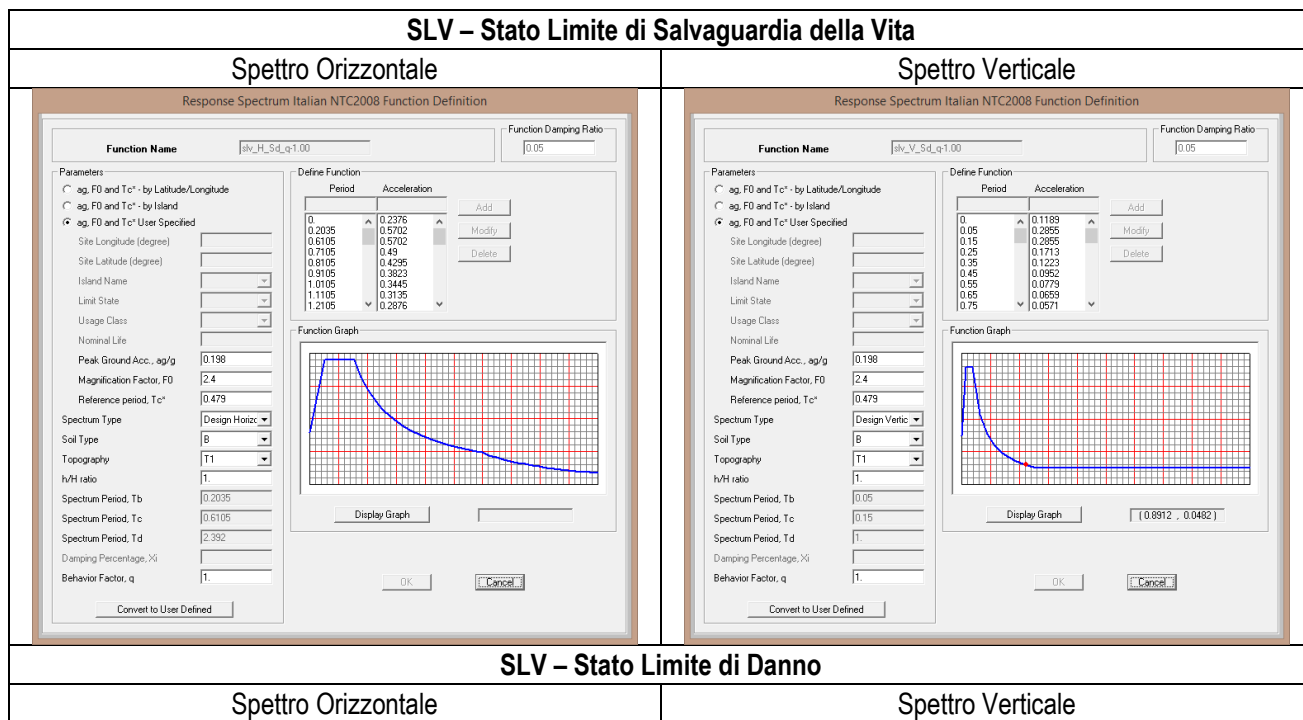 SLV – Stato Limite di Salvaguardia della Vita
Spettro Orizzontale
Response Spectrum Italian NTC2008 Function Definition
Function Name
slv_H_Sd_q-1.00
Function Damping Ratio
0.05
Parameters
ag, F0 and Tc* - by Latitude/Longitude
ag, F0 and Tc* - by Island
ag, F0 and Tc* User Specified
Site Longitude (degree)
Site Latitude (degree)
Island Name
Limit State
Usage Class
Nominal Life
Peak Ground Acc., ag/g 0.198
Magnification Factor, F0 2.4
Reference period, Tc* 0.479
Spectrum Type Design Horizc
Soil Type B
Topography T1
h/H ratio 1.
Spectrum Period, Tb 0.2035
Spectrum Period, Tc 0.6105
Spectrum Period, Td 2.392
Damping Percentage, Xi
Behavior Factor, q 1.
Convert to User Defined
Define Function
Period Acceleration
0. 0.2376
0.2035 0.5702
0.6105 0.5702
0.7105 0.49
0.8105 0.4295
0.9105 0.3823
1.0105 0.3445
1.1105 0.3135
1.2105 0.2876
Add
Modify
Delete
Function Graph
Display Graph
OK Cancel
Spettro Verticale
Response Spectrum Italian NTC2008 Function Definition
Function Name
slv_V_Sd_q-1.00
Function Damping Ratio
0.05
Parameters
ag, F0 and Tc* - by Latitude/Longitude
ag, F0 and Tc* - by Island
ag, F0 and Tc* User Specified
Site Longitude (degree)
Site Latitude (degree)
Island Name
Limit State
Usage Class
Nominal Life
Peak Ground Acc., ag/g 0.198
Magnification Factor, F0 2.4
Reference period, Tc* 0.479
Spectrum Type Design Vertic
Soil Type B
Topography T1
h/H ratio 1.
Spectrum Period, Tb 0.05
Spectrum Period, Tc 0.15
Spectrum Period, Td 1.
Damping Percentage, Xi
Behavior Factor, q 1.
Convert to User Defined
Define Function
Period Acceleration
0. 0.1189
0.05 0.2855
0.15 0.2855
0.25 0.1713
0.35 0.1223
0.45 0.0952
0.55 0.0779
0.65 0.0659
0.75 0.0571
Add
Modify
Delete
Function Graph
Display Graph (0.8912 , 0.0482)
OK Cancel
SLV – Stato Limite di Danno
Spettro Orizzontale
Spettro Verticale